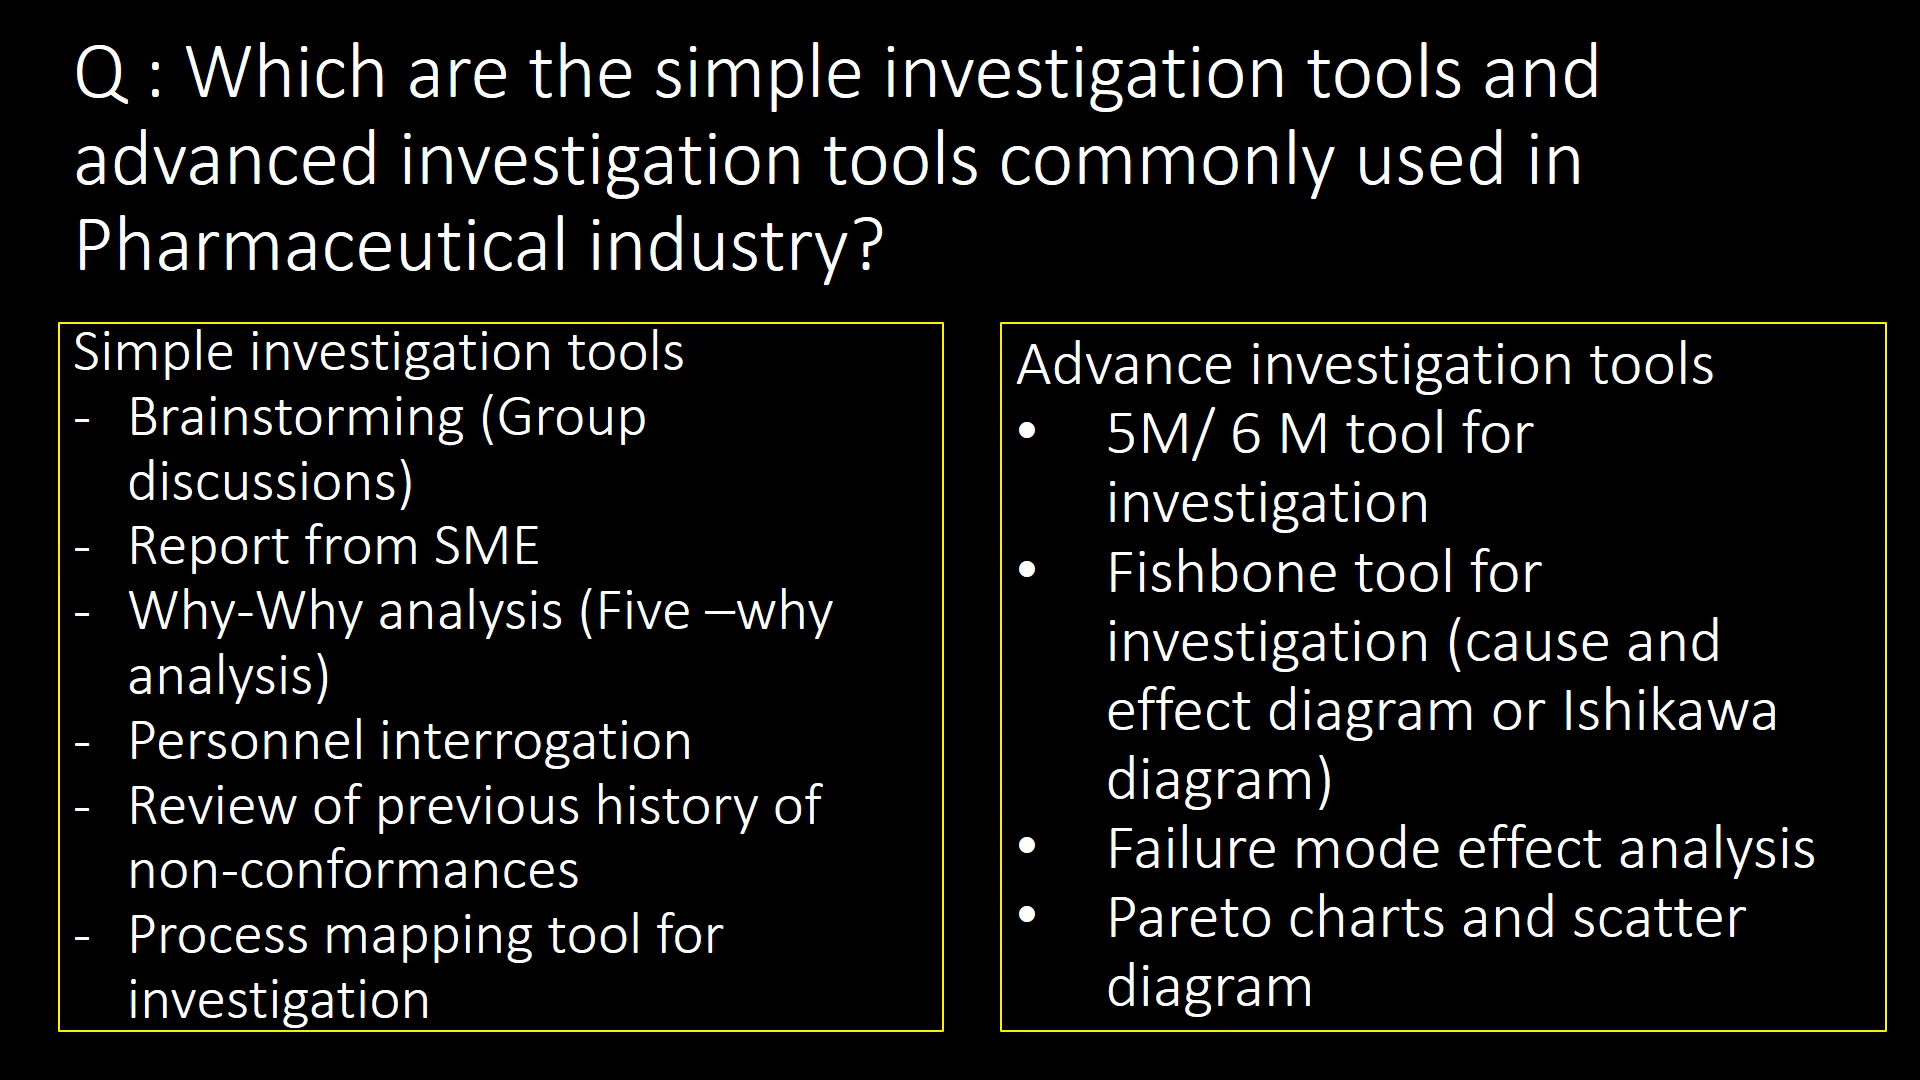 Q : Which are the simple investigation tools and
advanced investigation tools commonly used in
Pharmaceutical industry?
Simple investigation tools
- Brainstorming (Group
discussions)
- Report from SME
- Why-Why analysis (Five –why
analysis)
- Personnel interrogation
- Review of previous history of
non-conformances
- Process mapping tool for
investigation
Advance investigation tools
• 5M/ 6 M tool for
investigation
• Fishbone tool for
investigation (cause and
effect diagram or Ishikawa
diagram)
• Failure mode effect analysis
• Pareto charts and scatter
diagram